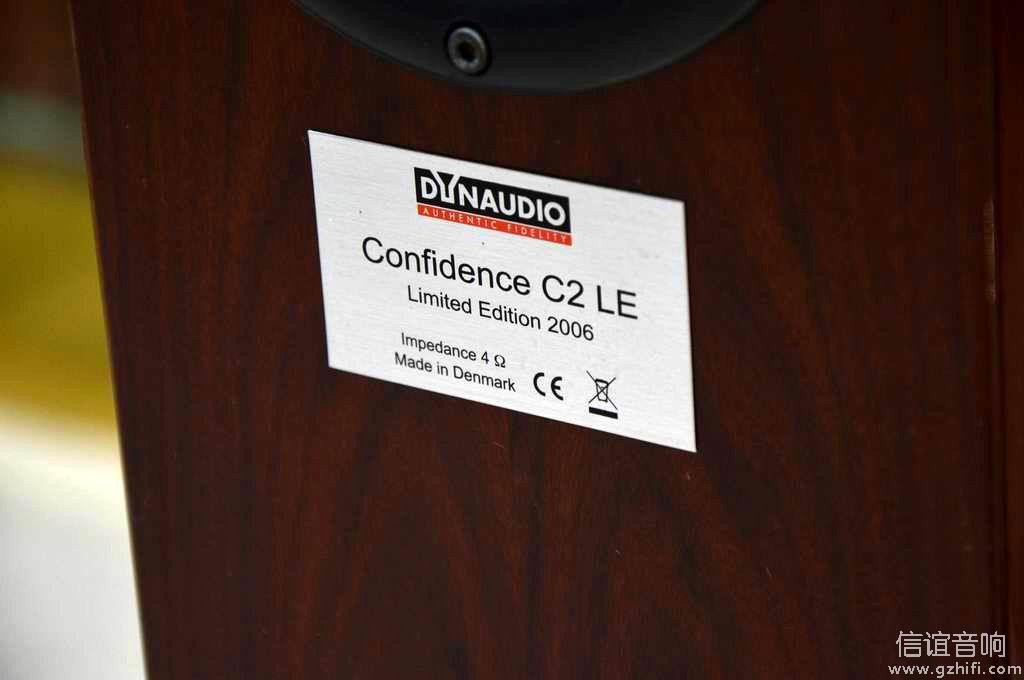 DYNAUDIO
AUTHENTIC FIDELITY
Confidence C2 LE
Limited Edition 2006
Impedance 4 Ω
Made in Denmark
CE
信谊音响
www.gzhifi.com